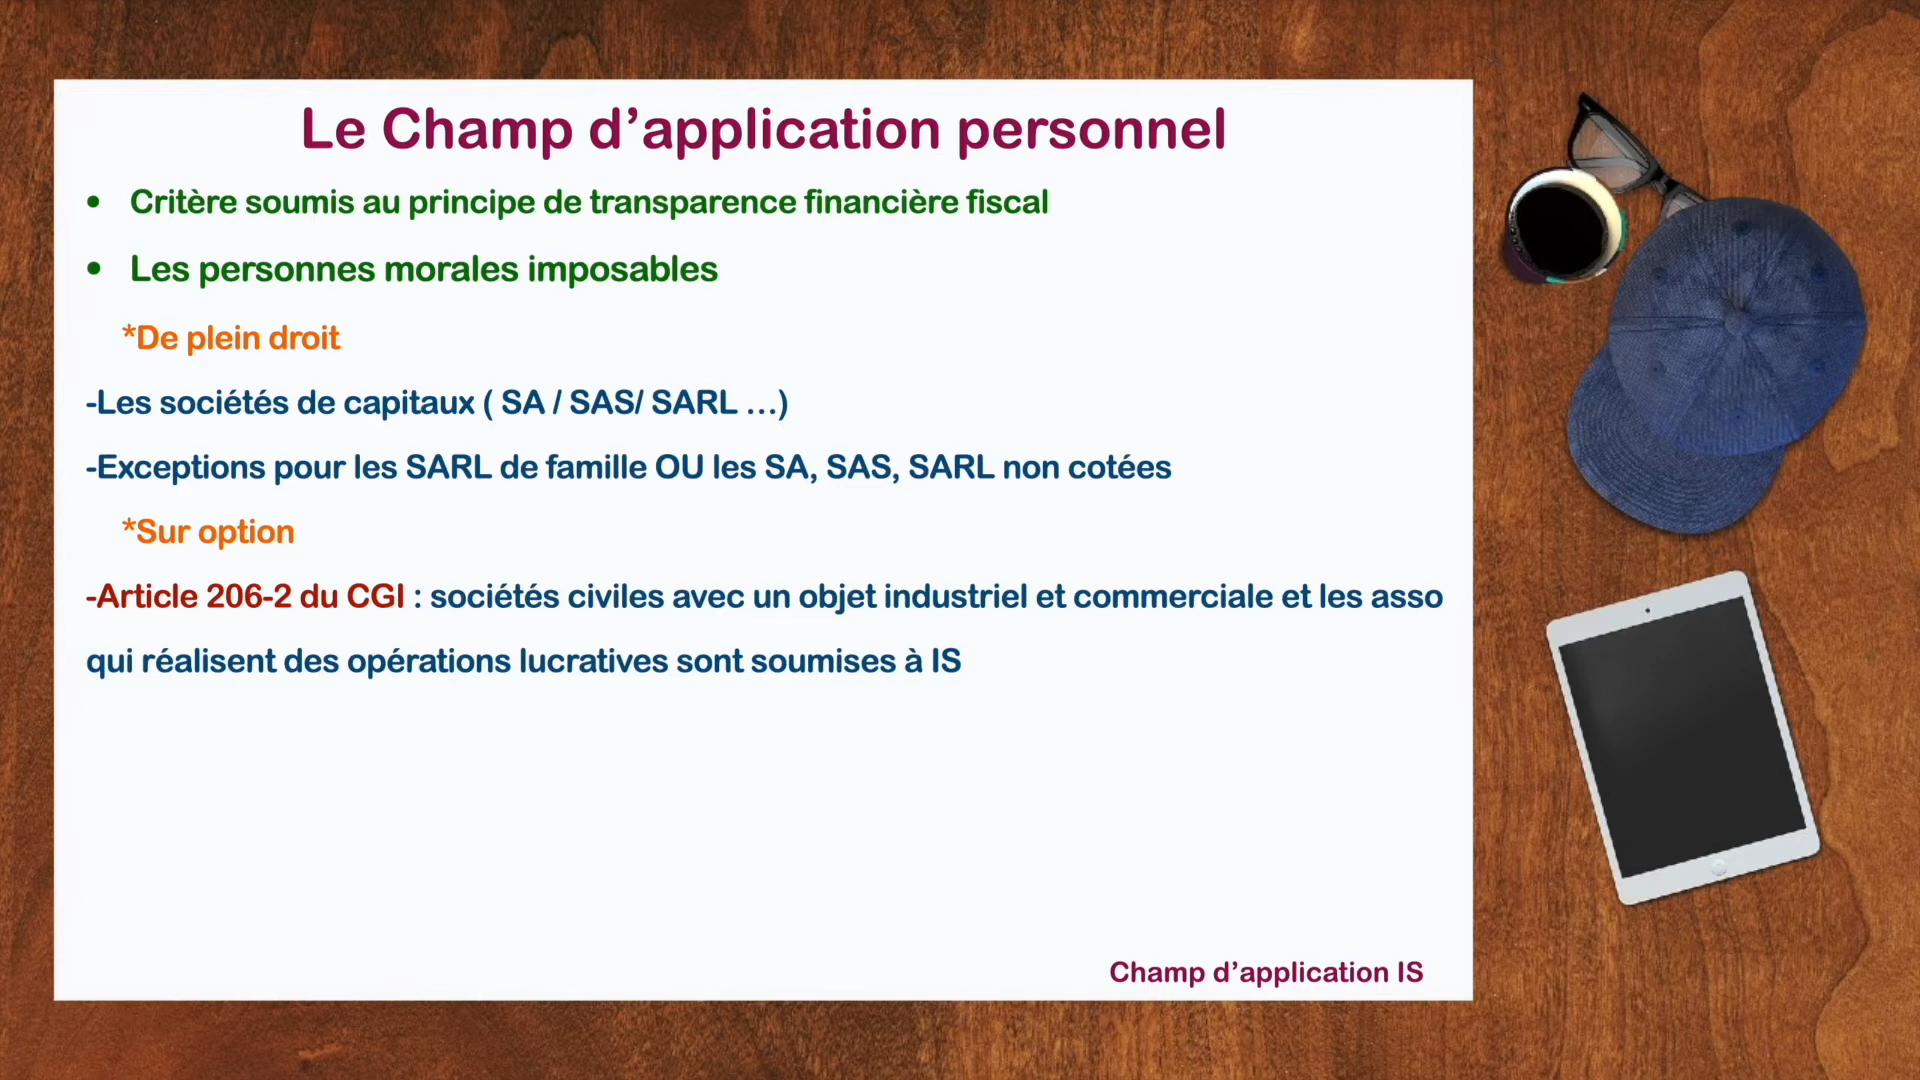 Le Champ d’application personnel
• Critère soumis au principe de transparence financière fiscal
• Les personnes morales imposables
*De plein droit
-Les sociétés de capitaux ( SA / SAS/ SARL …)
-Exceptions pour les SARL de famille OU les SA, SAS, SARL non cotées
*Sur option
-Article 206-2 du CGI : sociétés civiles avec un objet industriel et commerciale et les asso
qui réalisent des opérations lucratives sont soumises à IS
Champ d’application IS